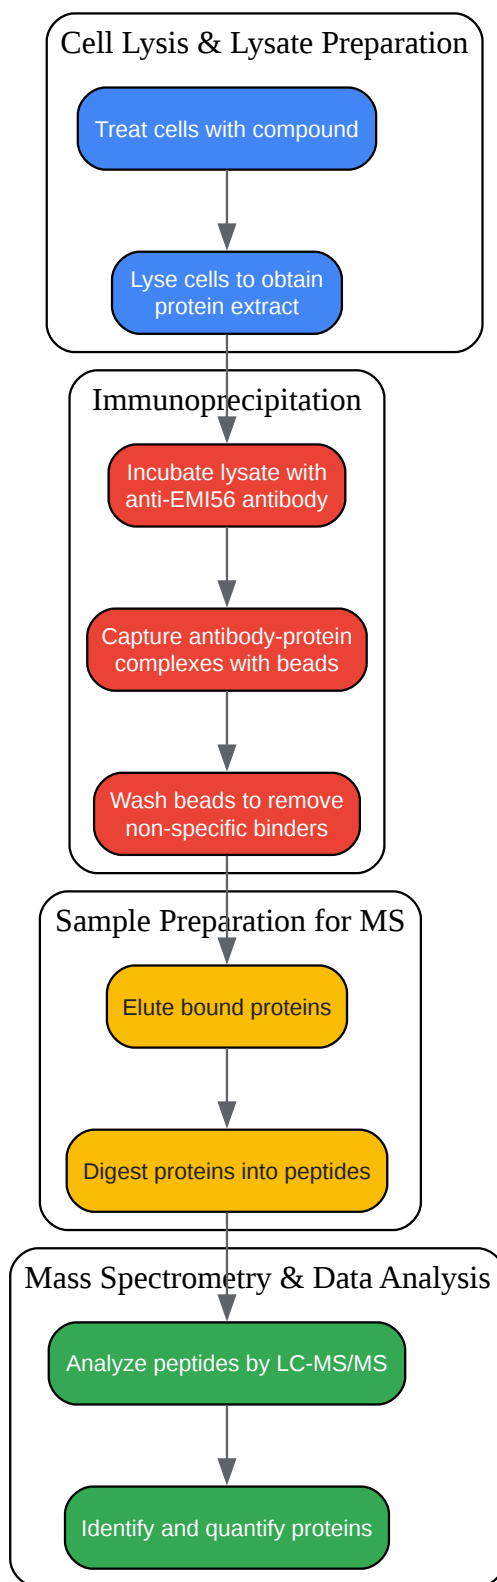 Cell Lysis & Lysate Preparation
Treat cells with compound
Lyse cells to obtain
protein extract
Immunoprecipitation
Incubate lysate with
anti-EMI56 antibody
Capture antibody-protein
complexes with beads
Wash beads to remove
non-specific binders
Sample Preparation for MS
Elute bound proteins
Digest proteins into peptides
Mass Spectrometry & Data Analysis
Analyze peptides by LC-MS/MS
Identify and quantify proteins